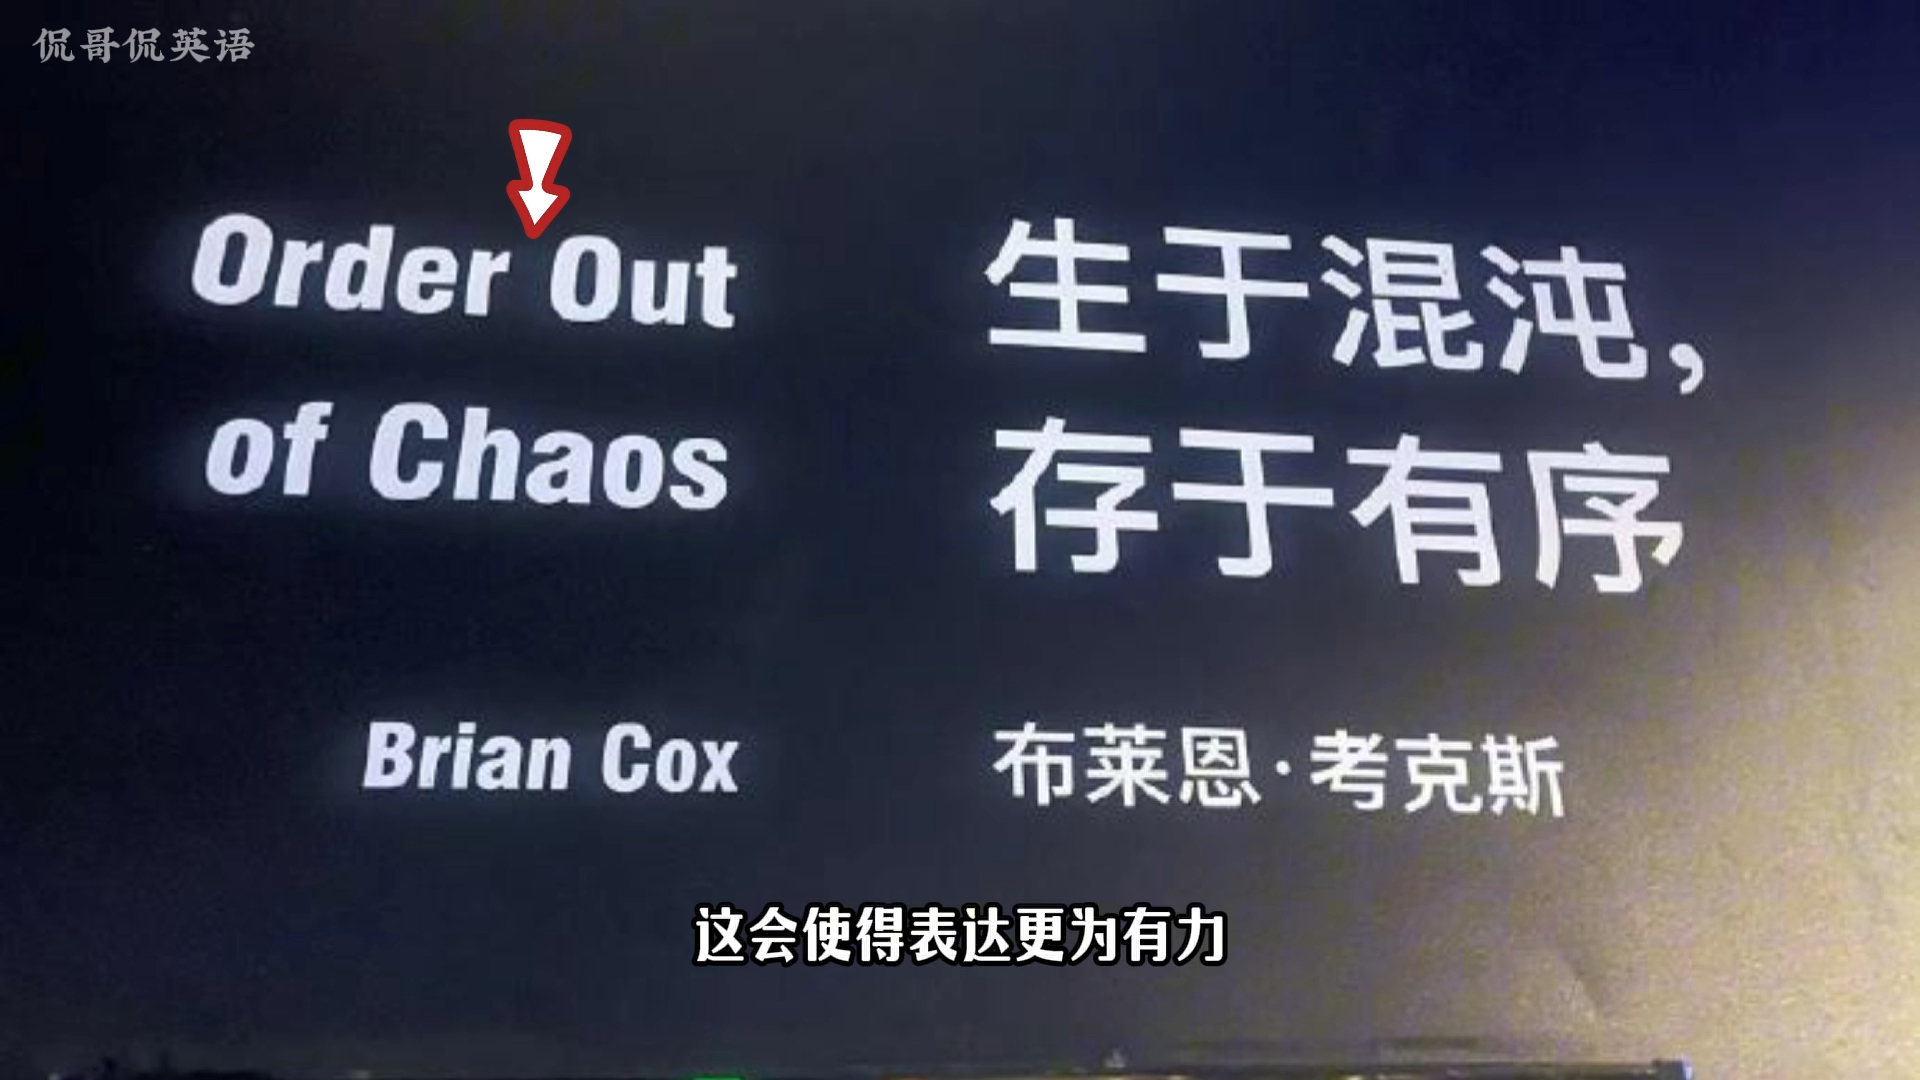 侃哥侃英语
Order Out
of Chaos
生于混沌，
存于有序
Brian Cox
布莱恩·考克斯
这会使得表达更为有力